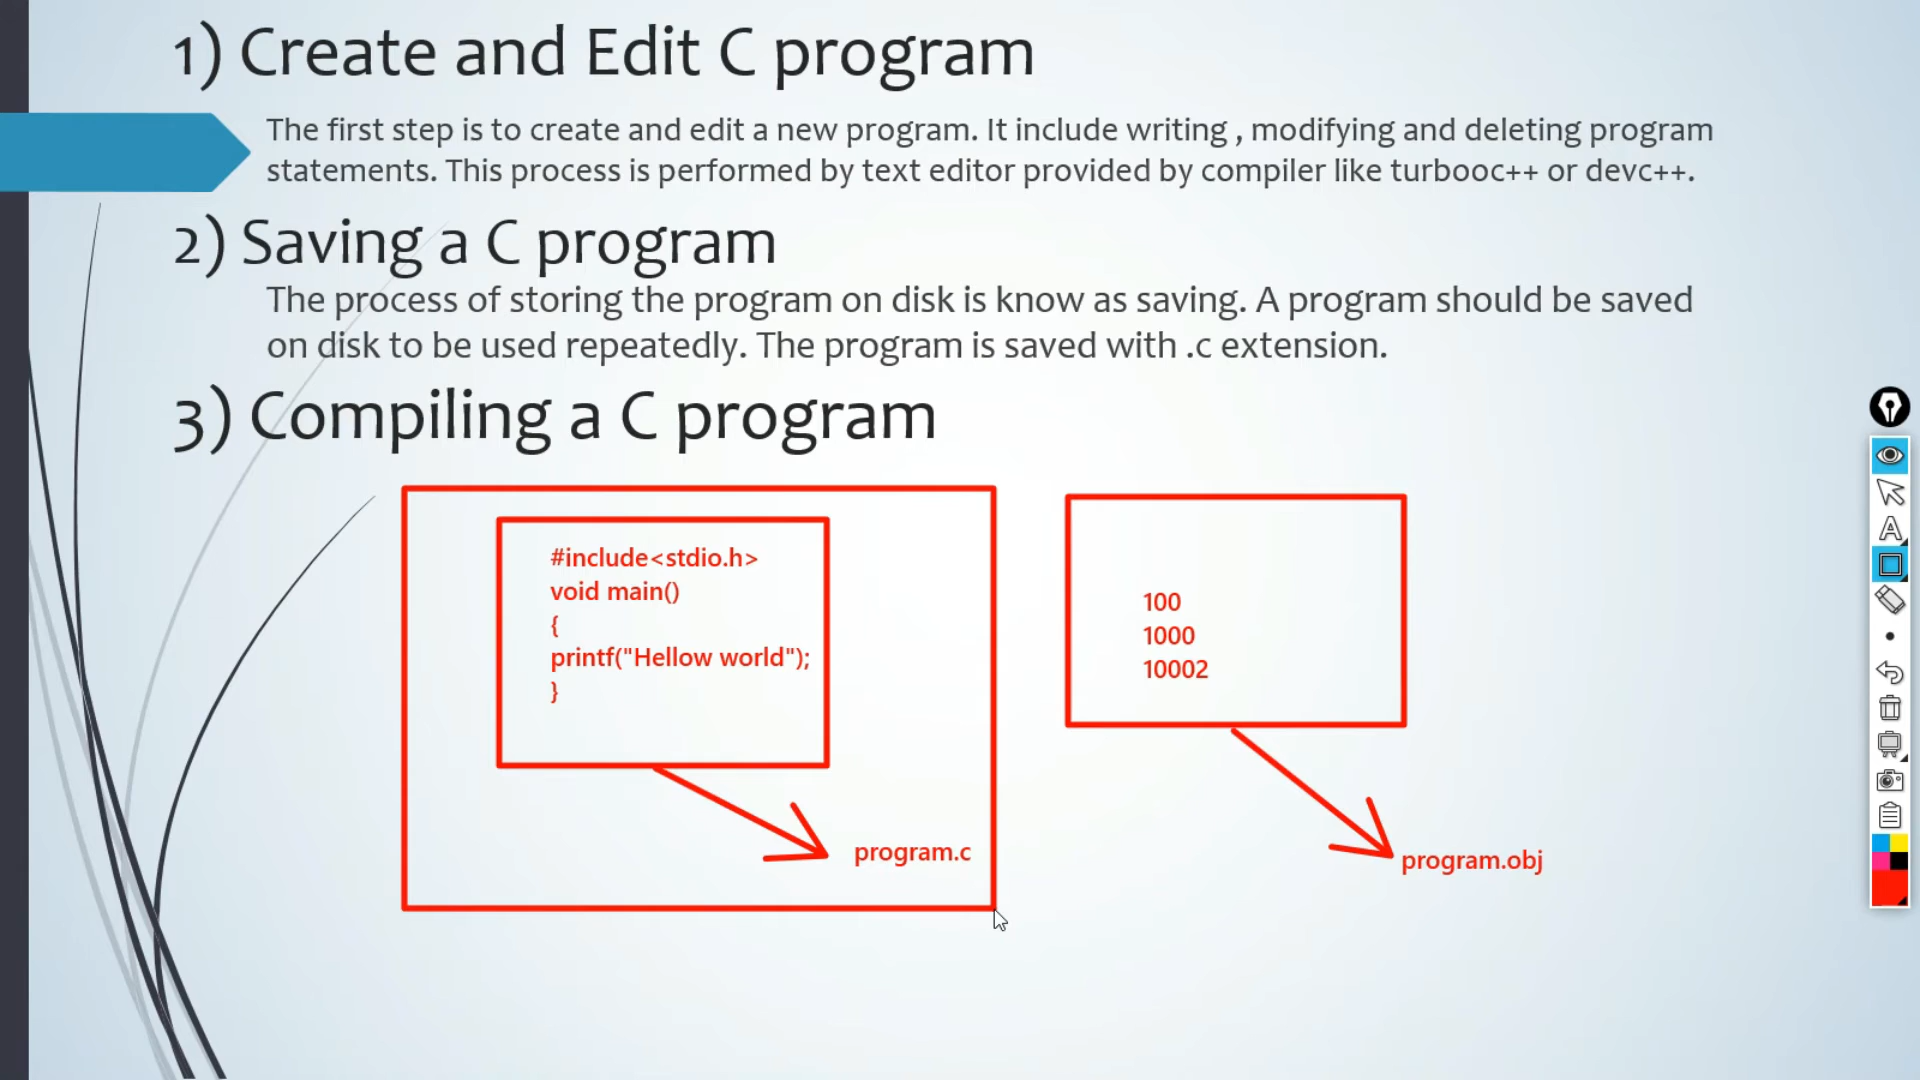 1) Create and Edit C program
The first step is to create and edit a new program. It include writing , modifying and deleting program
statements. This process is performed by text editor provided by compiler like turbooc++ or devc++.
2) Saving a C program
The process of storing the program on disk is know as saving. A program should be saved
on disk to be used repeatedly. The program is saved with .c extension.
3) Compiling a C program
#include<stdio.h>
void main()
{
printf("Hellow world");
}
program.c
100
1000
10002
program.obj